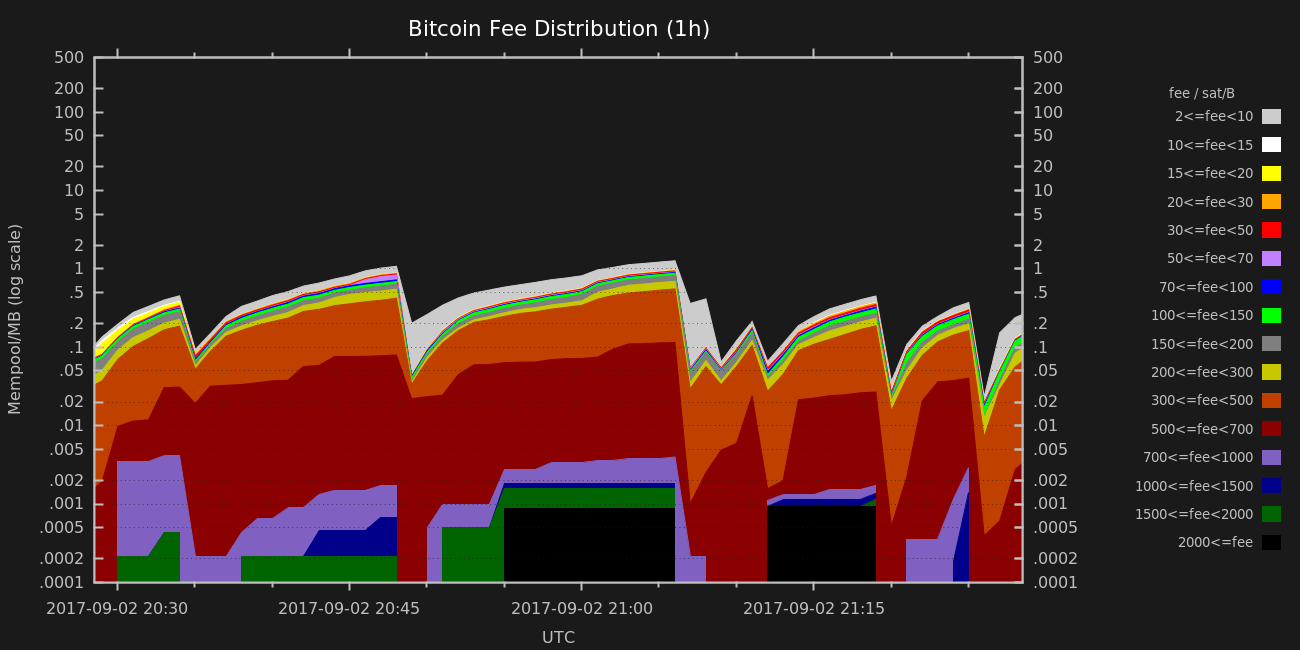 Bitcoin Fee Distribution (1h)
Mempool/MB (log scale)
500
200
100
50
20
10
5
2
1
.5
.2
.1
.05
.02
.01
.005
.002
.001
.0005
.0002
.0001
500
200
100
50
20
10
5
2
1
.5
.2
.1
.05
.02
.01
.005
.002
.001
.0005
.0002
.0001
2017-09-02 20:30 2017-09-02 20:45 2017-09-02 21:00 2017-09-02 21:15
UTC
fee / sat/B
2<=fee<10
10<=fee<15
15<=fee<20
20<=fee<30
30<=fee<50
50<=fee<70
70<=fee<100
100<=fee<150
150<=fee<200
200<=fee<300
300<=fee<500
500<=fee<700
700<=fee<1000
1000<=fee<1500
1500<=fee<2000
2000<=fee